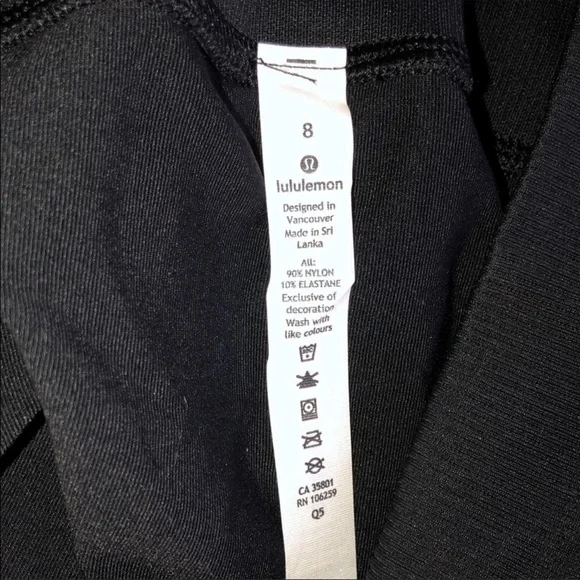 8
lululemon
Designed in
Vancouver
Made in Sri
Lanka
All:
90% NYLON
10% ELASTANE
Exclusive of
decoration
Wash with
like colours
CA 35801
RN 106259
Q5